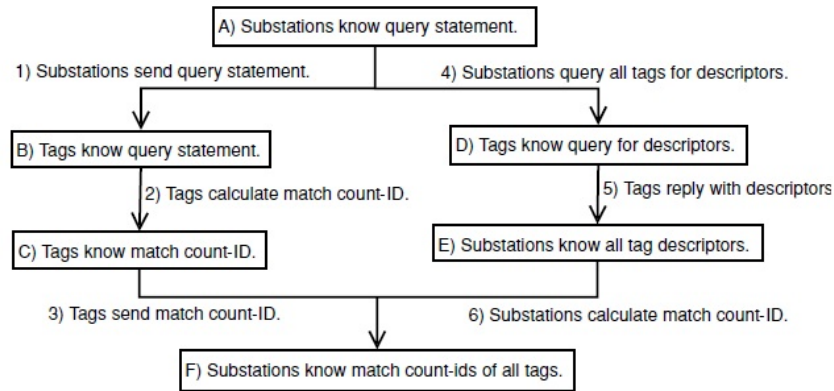 A) Substations know query statement.
1) Substations send query statement.
4) Substations query all tags for descriptors.
B) Tags know query statement.
D) Tags know query for descriptors.
2) Tags calculate match count-ID.
5) Tags reply with descriptors
C) Tags know match count-ID.
E) Substations know all tag descriptors.
3) Tags send match count-ID.
6) Substations calculate match count-ID.
F) Substations know match count-ids of all tags.